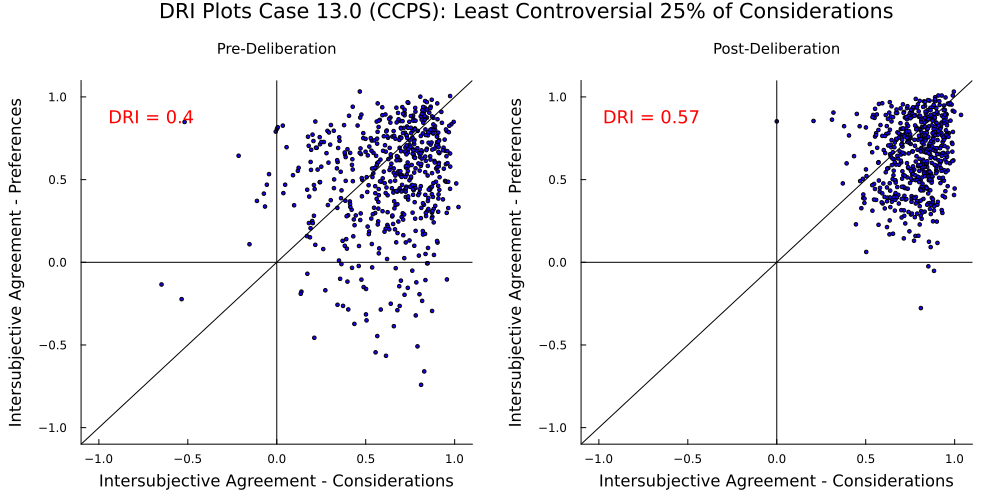 DRI Plots Case 13.0 (CCPS): Least Controversial 25% of Considerations
Pre-Deliberation
DRI = 0.4
Intersubjective Agreement - Preferences
1.0
0.5
0.0
−0.5
−1.0
−1.0 −0.5 0.0 0.5 1.0
Intersubjective Agreement - Considerations
Post-Deliberation
DRI = 0.57
Intersubjective Agreement - Preferences
1.0
0.5
0.0
−0.5
−1.0
−1.0 −0.5 0.0 0.5 1.0
Intersubjective Agreement - Considerations